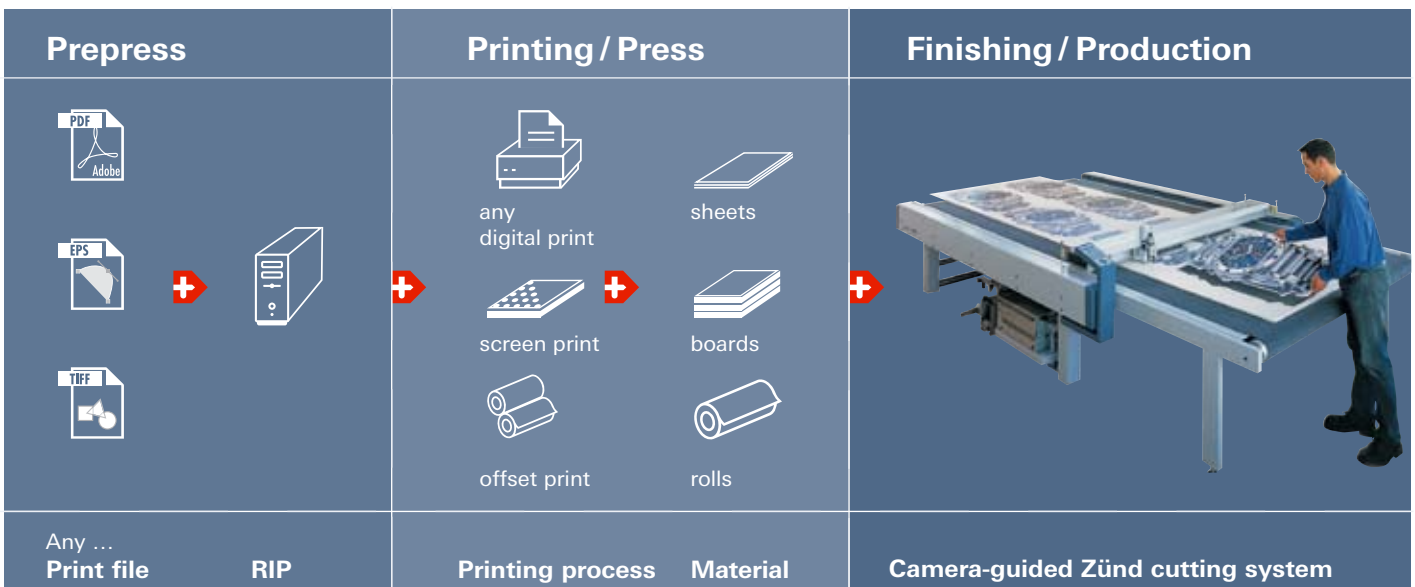 Prepress
Printing / Press
Finishing / Production
PDF
Adobe
EPS
TIFF
any
digital print
sheets
screen print
boards
offset print
rolls
Any …
Print file
RIP
Printing process
Material
Camera-guided Zünd cutting system